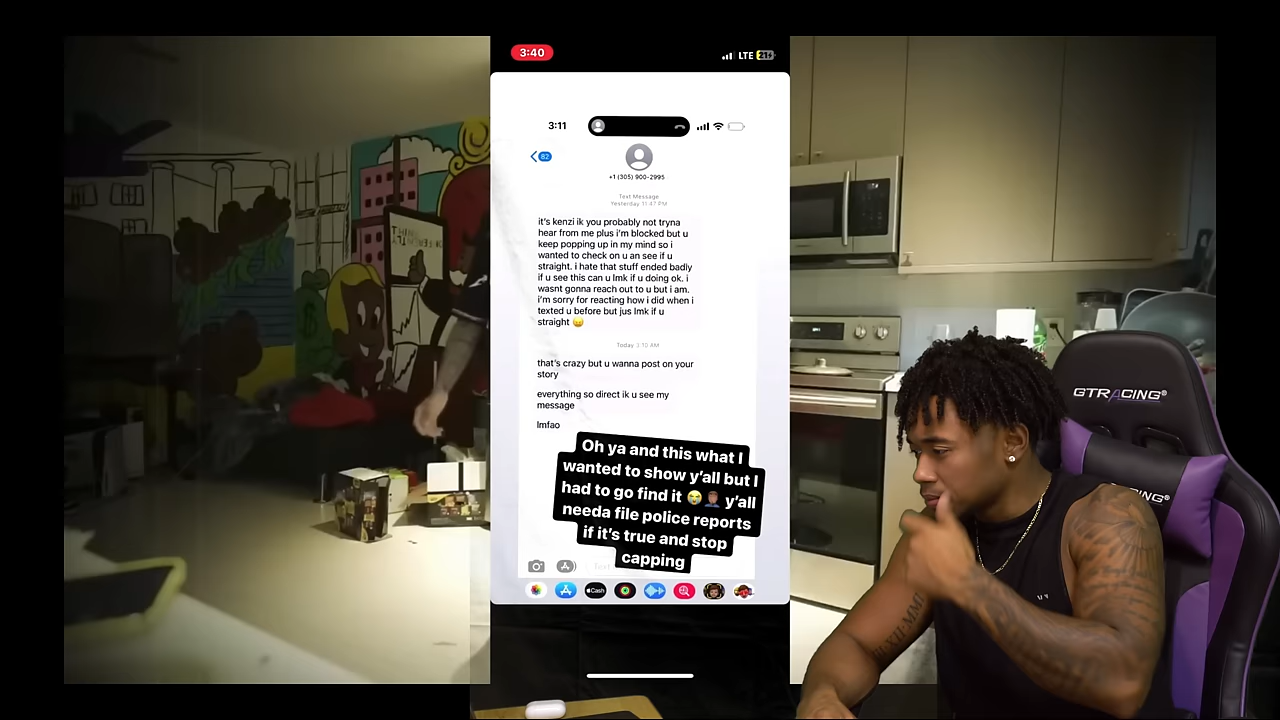 3:40
LTE
3:11
82
+1 (305) 900-2995
Text Message
Yesterday 11:47 PM
it's kenzi ik you probably not tryna
hear from me plus i'm blocked but u
keep popping up in my mind so i
wanted to check on u an see if u
straight. i hate that stuff ended badly
if u see this can u lmk if u doing ok. i
wasnt gonna reach out to u but i am.
i'm sorry for reacting how i did when i
texted u before but jus lmk if u
straight 😀
Today 3:10 AM
that's crazy but u wanna post on your
story
everything so direct ik u see my
message
lmfao
Oh ya and this what I
wanted to show y'all but I
had to go find it 😭🤦🏾‍♂️ y'all
needa file police reports
if it's true and stop
capping
Cash
GTRACING